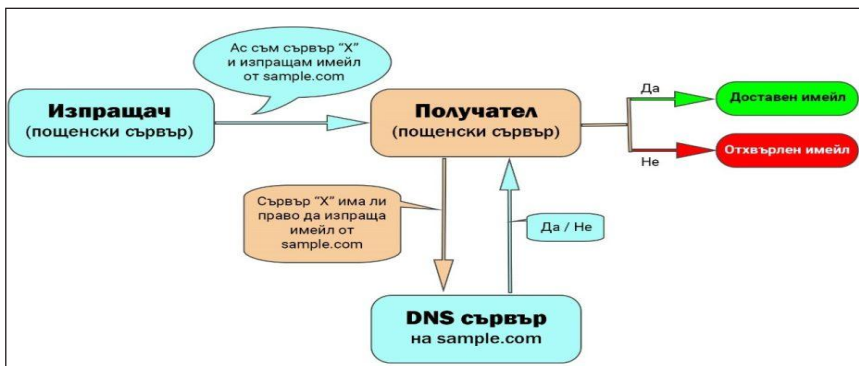 Ас съм сървър "X"
и изпращам имейл
от sample.com
Изпращач
(пощенски сървър)
Получател
(пощенски сървър)
Да
Доставен имейл
Не
Отхвърлен имейл
Сървър "X" има ли
право да изпраща
имейл от
sample.com
Да / Не
DNS сървър
на sample.com